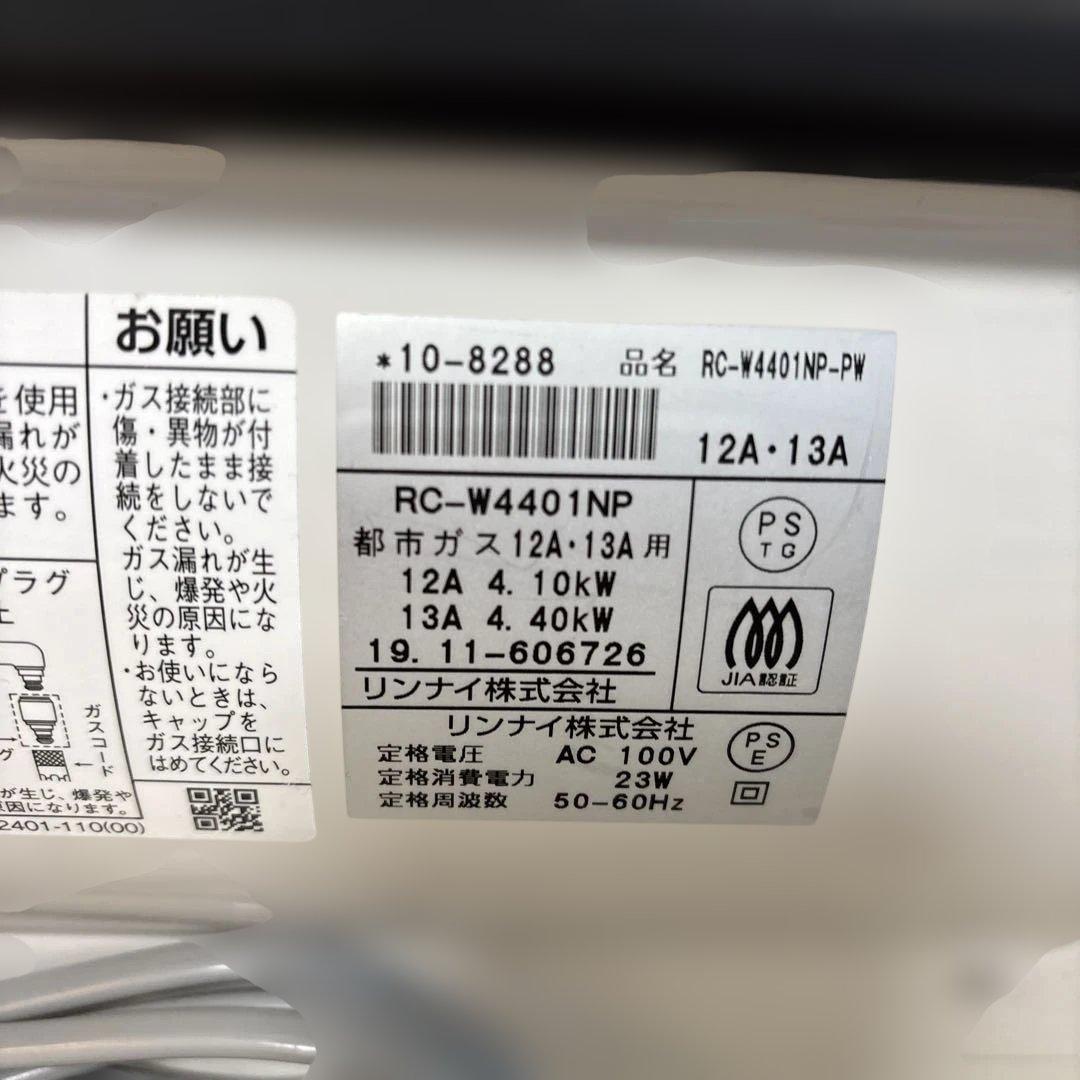 を使用
漏れが
火災の
ます。
プラグ
ガスコード
が生じ、爆発や
原因になります。
2401-110(00)
お願い
・ガス接続部に
傷・異物が付
着したまま接
続をしないで
ください。
ガス漏れが生
じ、爆発や火
災の原因にな
ります。
・お使いになら
ないときは、
キャップを
ガス接続口に
はめてください。
*10-8288 品名 RC-W4401NP-PW
12A・13A
RC-W4401NP
都市ガス12A・13A用
12A 4.10kW
13A 4.40kW
19.11-606726
リンナイ株式会社
PS
TG
JIA認証
リンナイ株式会社
定格電圧 AC 100V
定格消費電力 23W
定格周波数 50-60Hz
PS
E